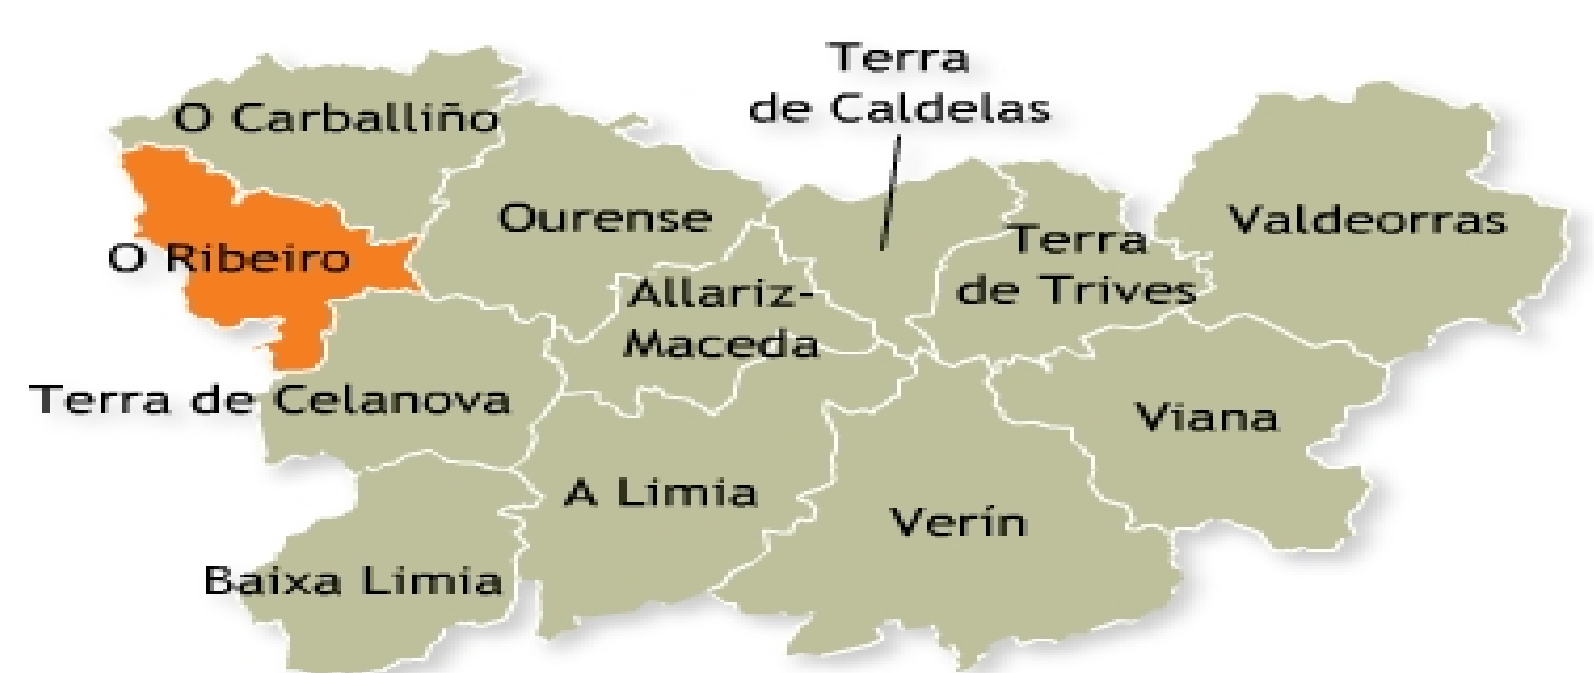 Terra
de Caldelas
O Carballiño
Ourense
Valdeorras
O Ribeiro
Terra
de Trives
Allariz-
Maceda
Terra de Celanova
Viana
A Limia
Verín
Baixa Limia